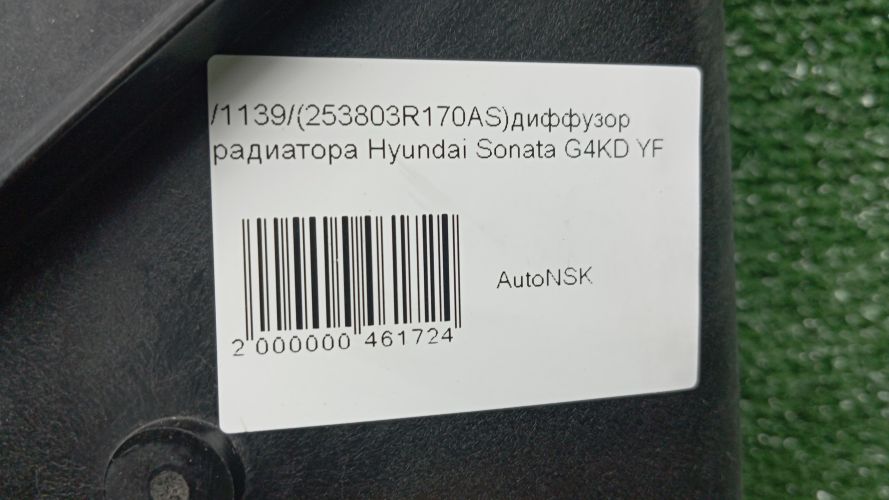 /1139/(253803R170AS)диффузор
радиатора Hyundai Sonata G4KD YF
AutoNSK
2 000000 461724